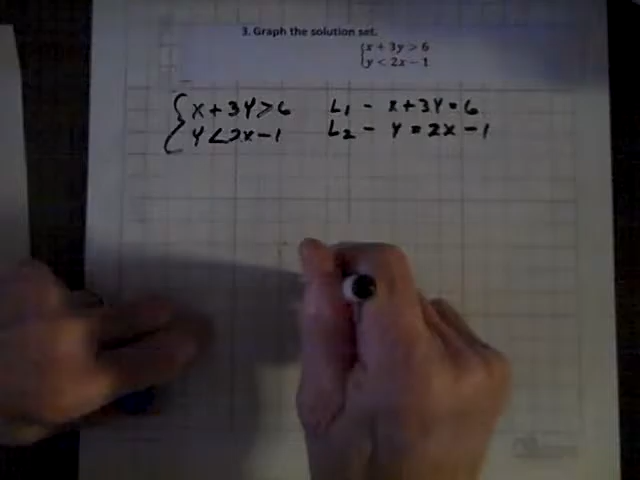 3. Graph the solution set.
x + 3y > 6
y < 2x − 1
x + 3y > 6
y < 2x − 1
L1 - x + 3y = 6
L2 - y = 2x - 1